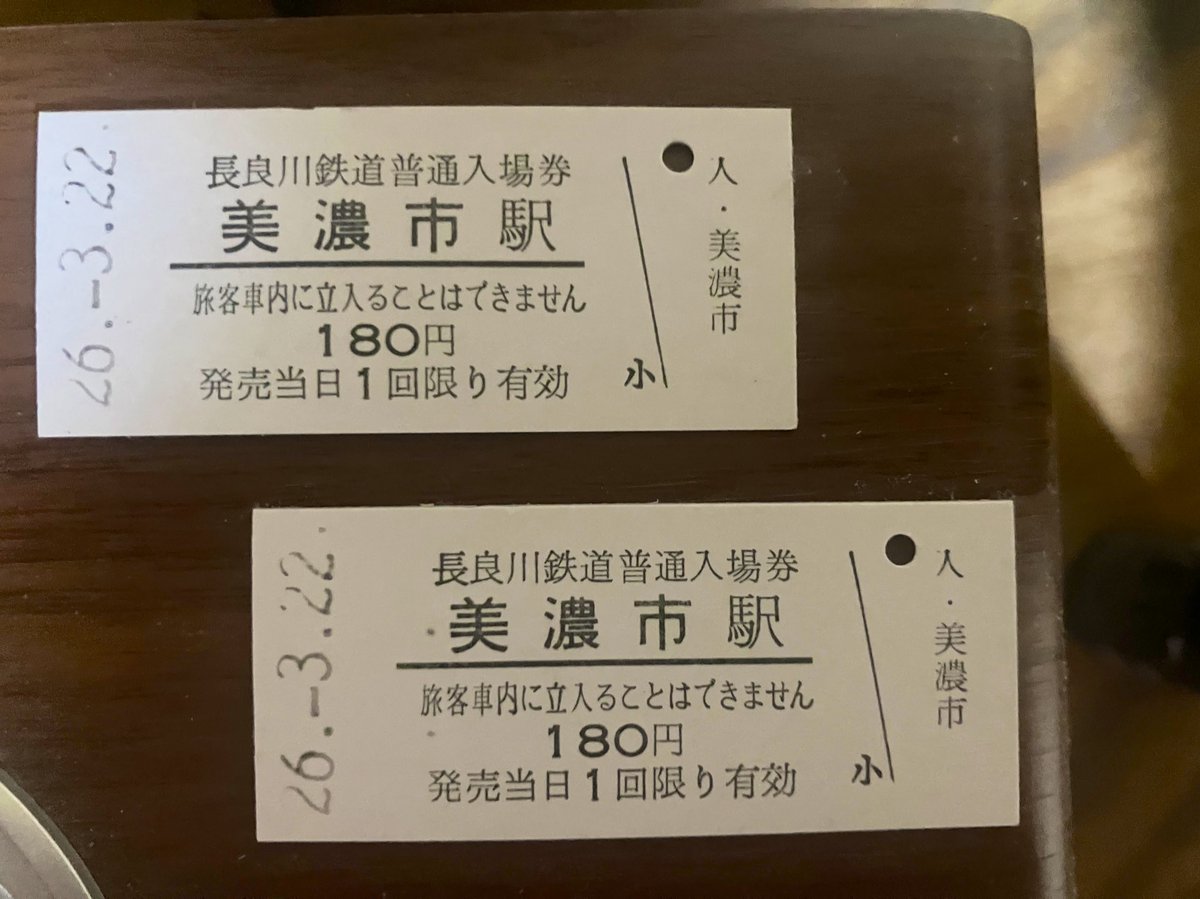 26.-3.22.
長良川鉄道普通入場券
美濃市駅
旅客車内に立入ることはできません
180円
発売当日1回限り有効
小
人・美濃市
26.-3.22.
長良川鉄道普通入場券
美濃市駅
旅客車内に立入ることはできません
180円
発売当日1回限り有効
小
人・美濃市